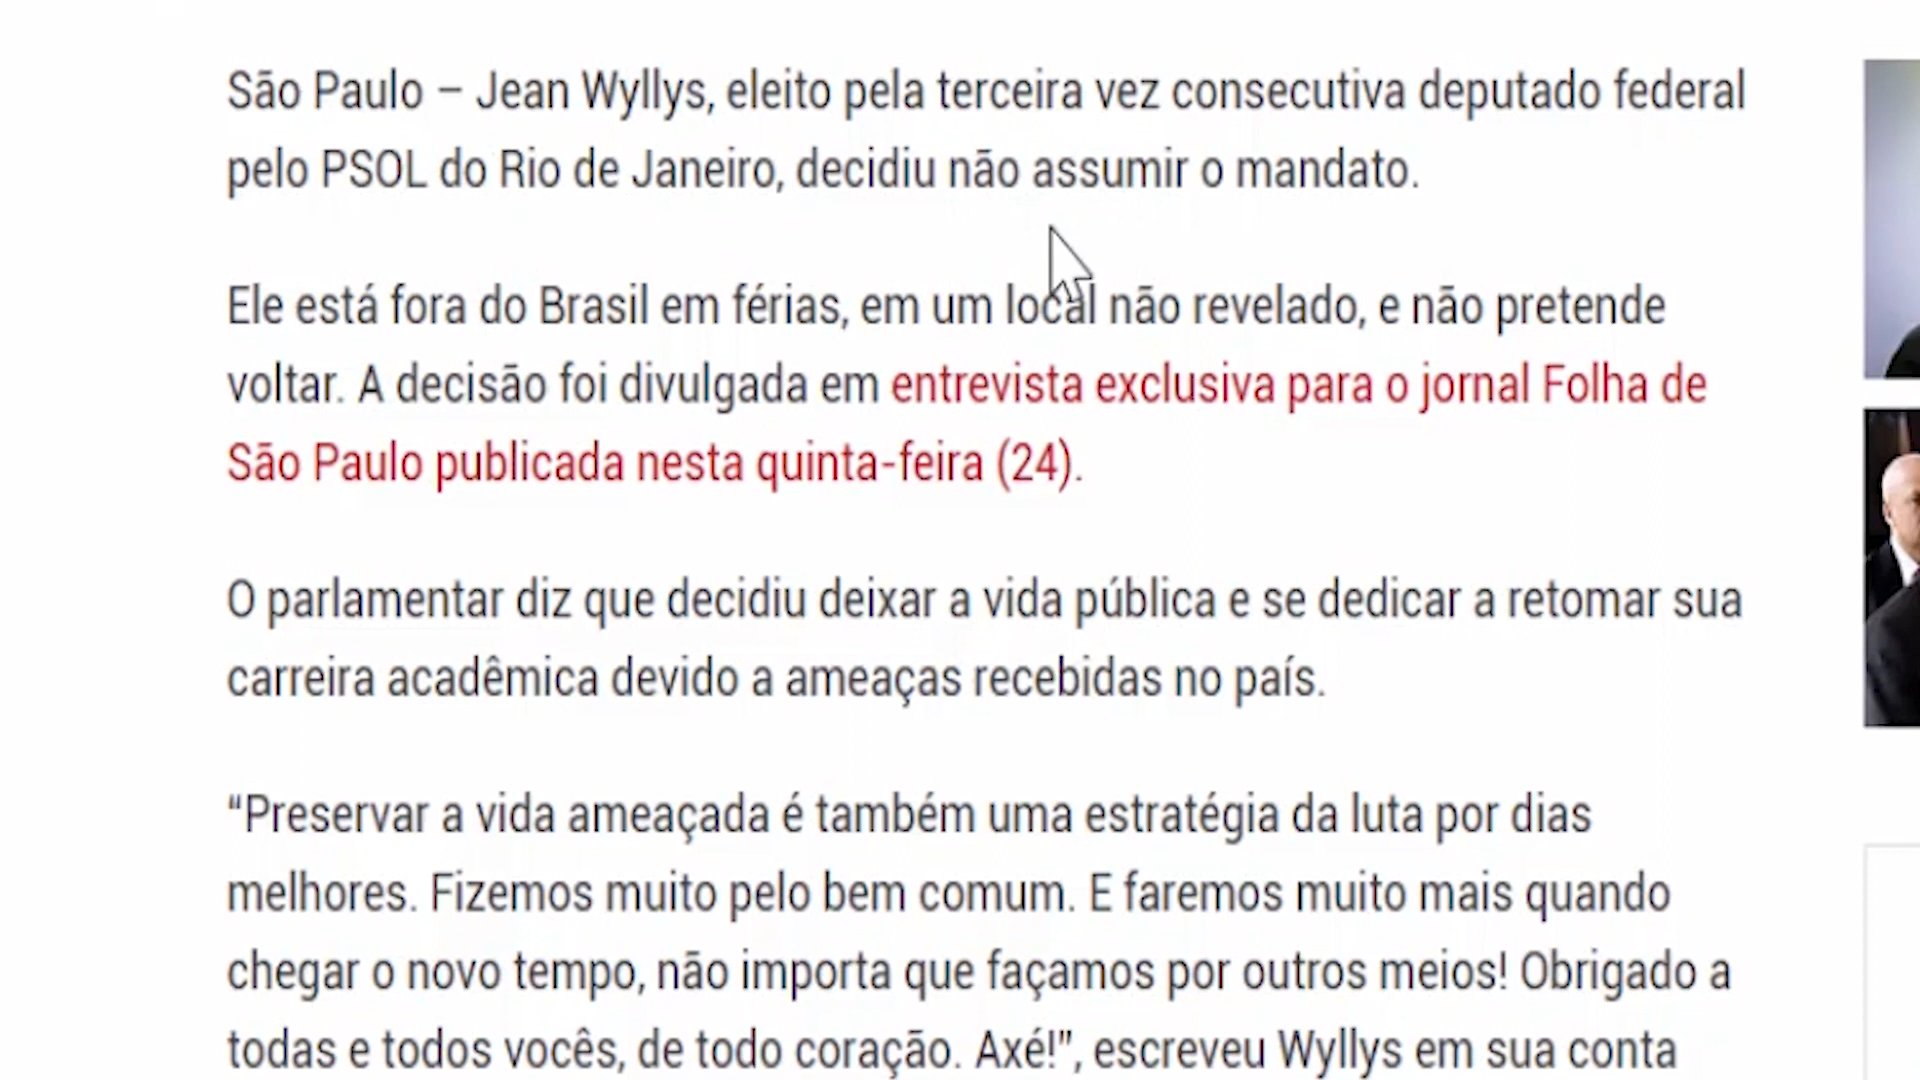 São Paulo – Jean Wyllys, eleito pela terceira vez consecutiva deputado federal
pelo PSOL do Rio de Janeiro, decidiu não assumir o mandato.
Ele está fora do Brasil em férias, em um local não revelado, e não pretende
voltar. A decisão foi divulgada em entrevista exclusiva para o jornal Folha de
São Paulo publicada nesta quinta-feira (24).
O parlamentar diz que decidiu deixar a vida pública e se dedicar a retomar sua
carreira acadêmica devido a ameaças recebidas no país.
“Preservar a vida ameaçada é também uma estratégia da luta por dias
melhores. Fizemos muito pelo bem comum. E faremos muito mais quando
chegar o novo tempo, não importa que façamos por outros meios! Obrigado a
todas e todos vocês, de todo coração. Axé!”, escreveu Wyllys em sua conta